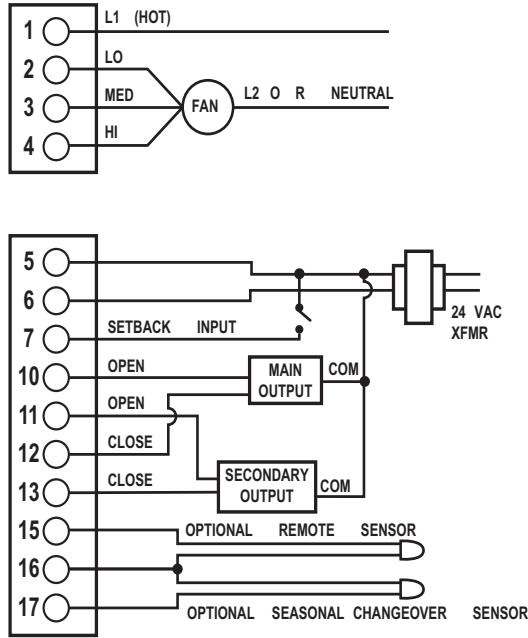 1 L1 (HOT)
2 LO
3 MED FAN L2 O R NEUTRAL
4 HI
5
6
24 VAC
XFMR
7 SETBACK INPUT
10 OPEN
MAIN
OUTPUT
COM
11 OPEN
12 CLOSE
13 CLOSE
SECONDARY
OUTPUT
COM
15 OPTIONAL REMOTE SENSOR
16
17 OPTIONAL SEASONAL CHANGEOVER SENSOR